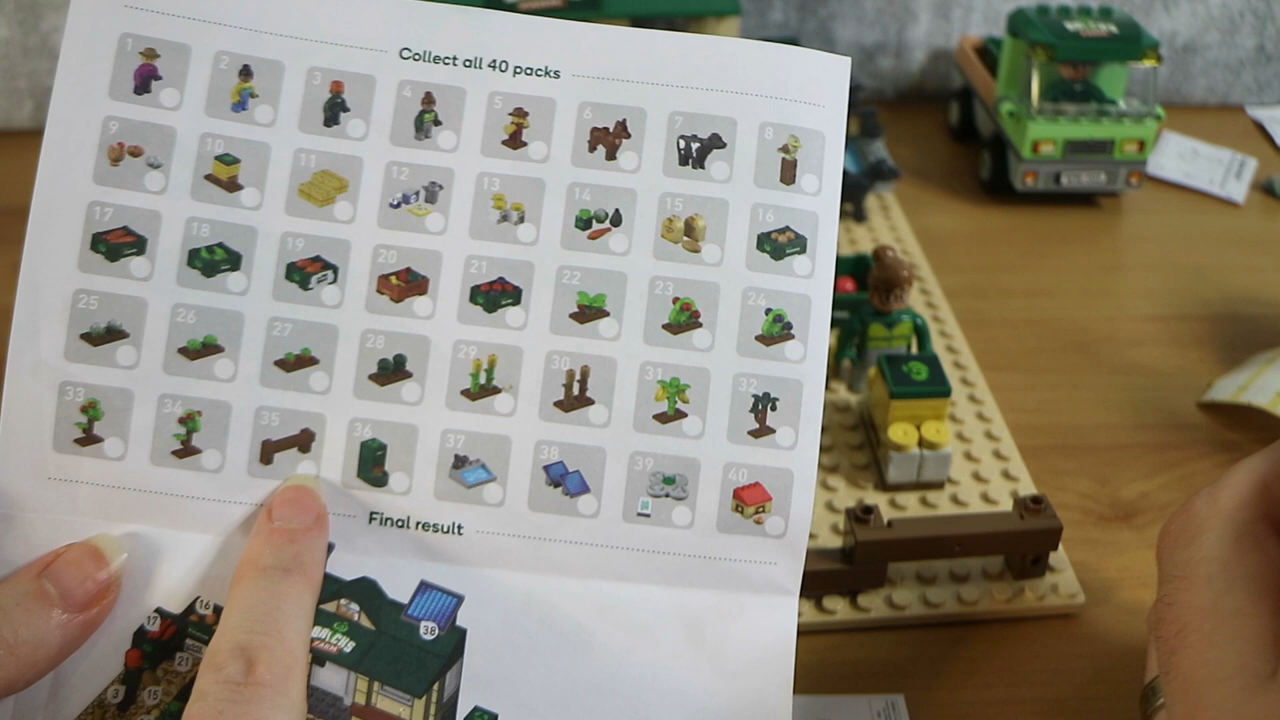 Collect all 40 packs
1 2 3 4 5 6 7 8
9 10 11 12 13 14 15 16
17 18 19 20 21 22 23 24
25 26 27 28 29 30 31 32
33 34 35 36 37 38 39 40
Final result
16
17
38
21
3
15
FARM